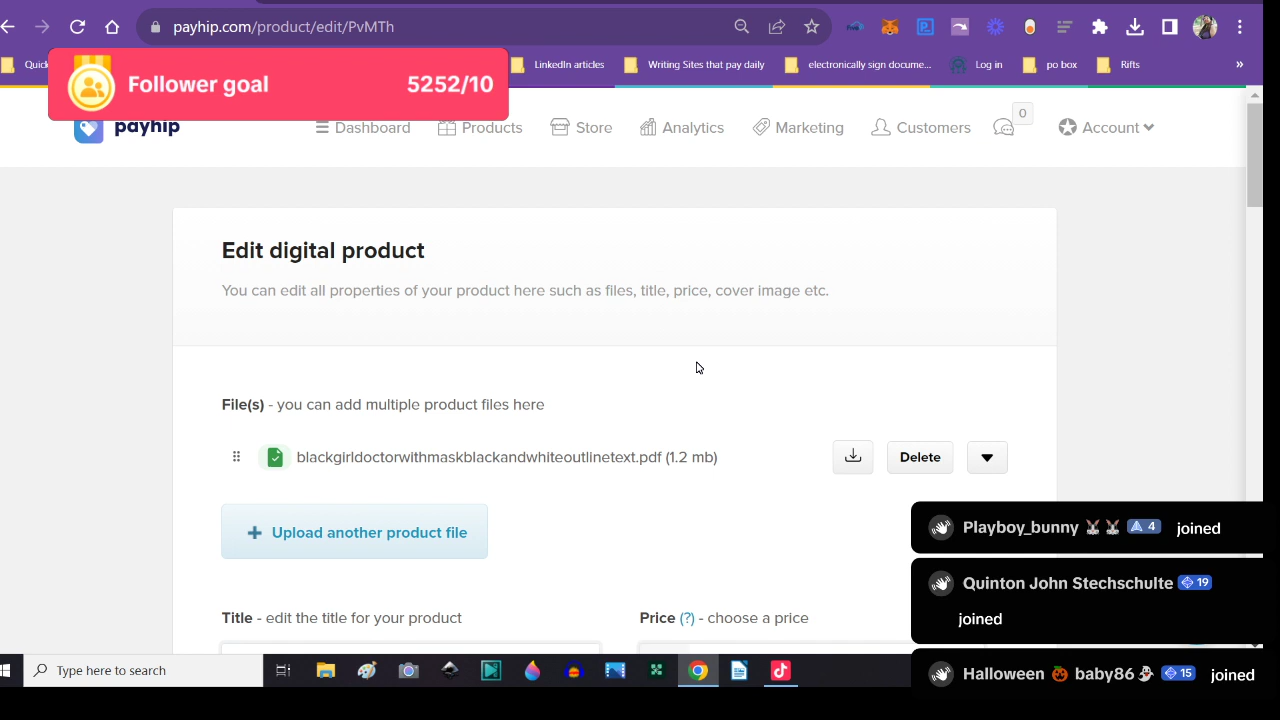 payhip.com/product/edit/PvMTh
Quick
LinkedIn articles
Writing Sites that pay daily
electronically sign docume...
Log in
po box
Rifts
»
Follower goal
5252/10
payhip
Dashboard
Products
Store
Analytics
Marketing
Customers
0
Account
Edit digital product
You can edit all properties of your product here such as files, title, price, cover image etc.
File(s) - you can add multiple product files here
blackgirldoctorwithmaskblackandwhiteoutlinetext.pdf (1.2 mb)
Delete
+ Upload another product file
Title - edit the title for your product
Price (?) - choose a price
Playboy_bunny 🐰 🐰 4 joined
Quinton John Stechschulte 19
joined
Halloween 🎃 baby86 👻 15 joined
Type here to search